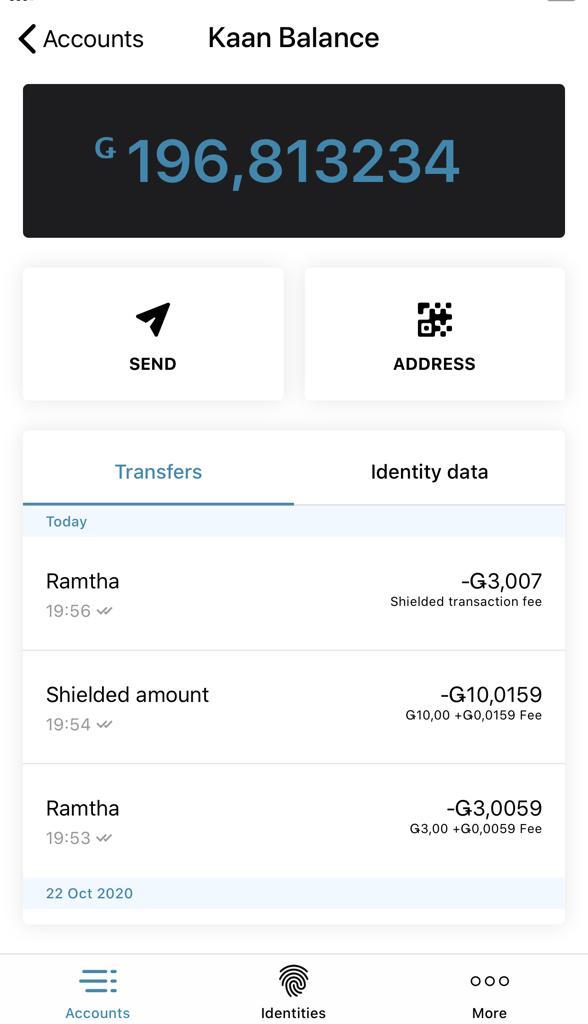 Accounts
Kaan Balance
Ǥ 196,813234
SEND
ADDRESS
Transfers
Identity data
Today
Ramtha
-Ǥ3,007
Shielded transaction fee
19:56
Shielded amount
-Ǥ10,0159
19:54
Ǥ10,00 +Ǥ0,0159 Fee
Ramtha
-Ǥ3,0059
Ǥ3,00 +Ǥ0,0059 Fee
19:53
22 Oct 2020
Accounts
Identities
More